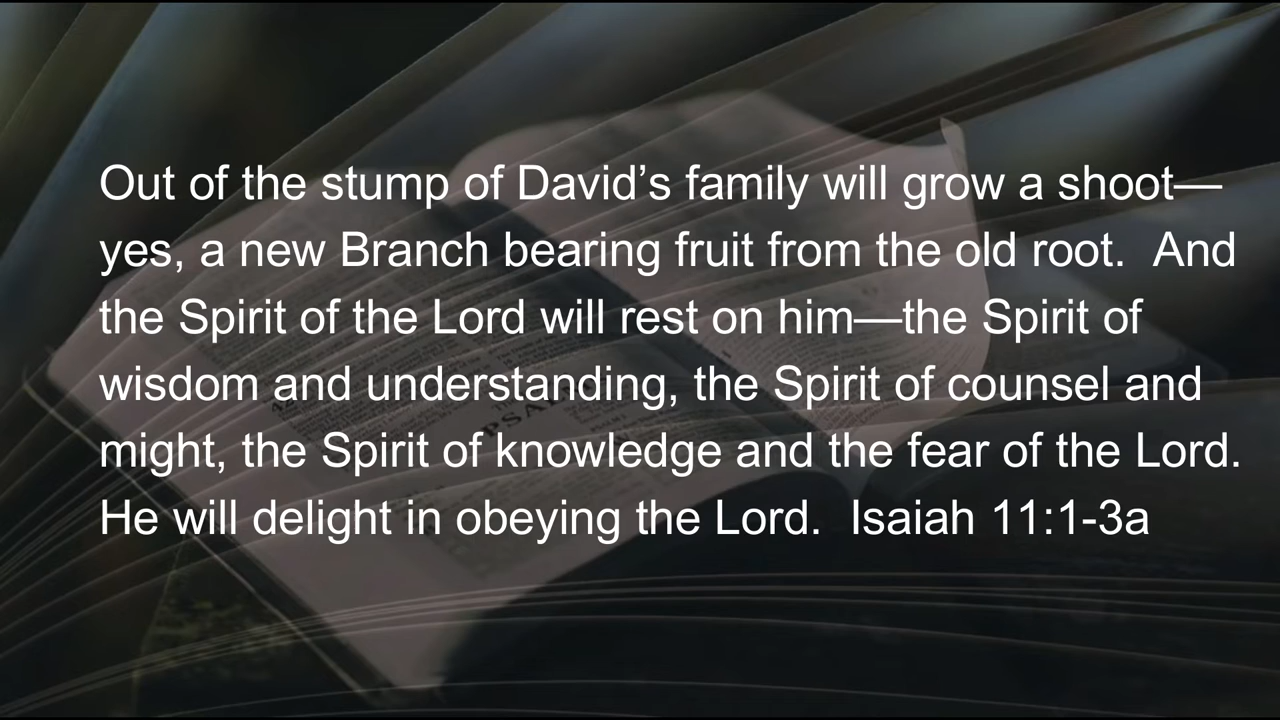 Out of the stump of David’s family will grow a shoot—
yes, a new Branch bearing fruit from the old root.  And
the Spirit of the Lord will rest on him—the Spirit of
wisdom and understanding, the Spirit of counsel and
might, the Spirit of knowledge and the fear of the Lord.
He will delight in obeying the Lord.  Isaiah 11:1-3a